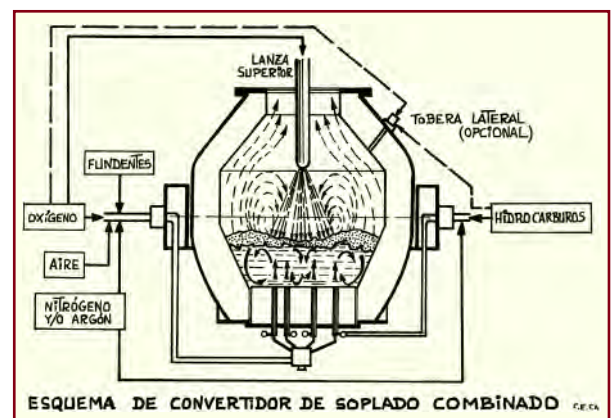 LANZA
SUPERIOR
TOBERA LATERAL
(OPCIONAL)
FUNDENTES
OXÍGENO
HIDROCARBUROS
AIRE
NITRÓGENO
Y/O ARGÓN
ESQUEMA DE CONVERTIDOR DE SOPLADO COMBINADO